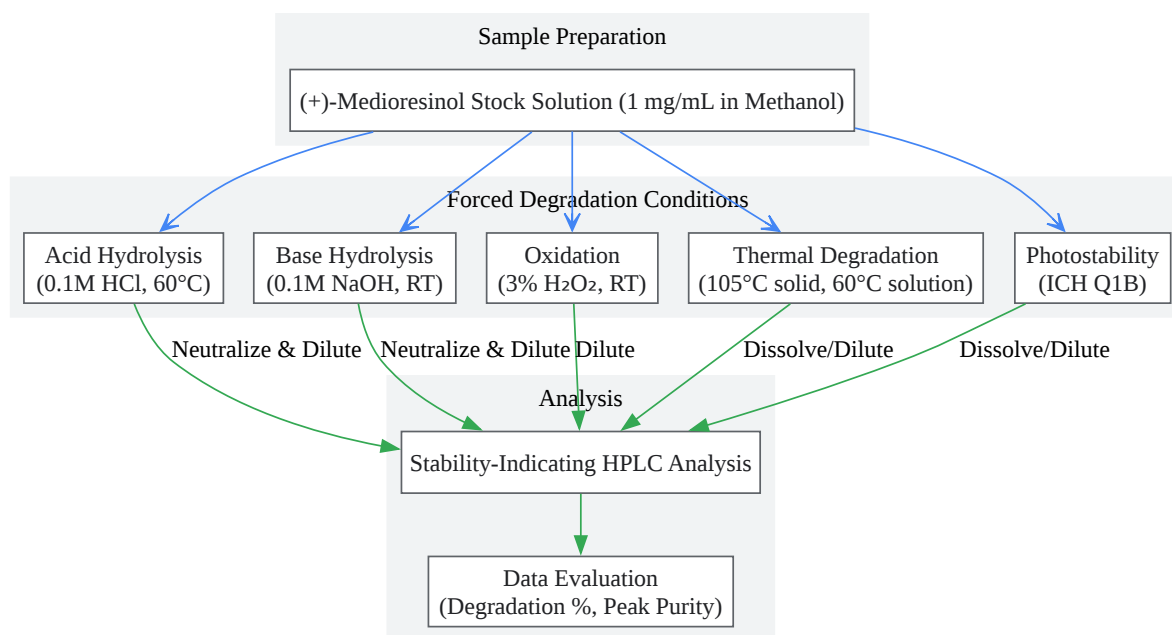 Sample Preparation
(+)-Medioresinol Stock Solution (1 mg/mL in Methanol)
Forced Degradation Conditions
Acid Hydrolysis
(0.1M HCl, 60°C)
Base Hydrolysis
(0.1M NaOH, RT)
Oxidation
(3% H₂O₂, RT)
Thermal Degradation
(105°C solid, 60°C solution)
Photostability
(ICH Q1B)
Neutralize & Dilute
Neutralize & Dilute
Dilute
Dissolve/Dilute
Dissolve/Dilute
Analysis
Stability-Indicating HPLC Analysis
Data Evaluation
(Degradation %, Peak Purity)